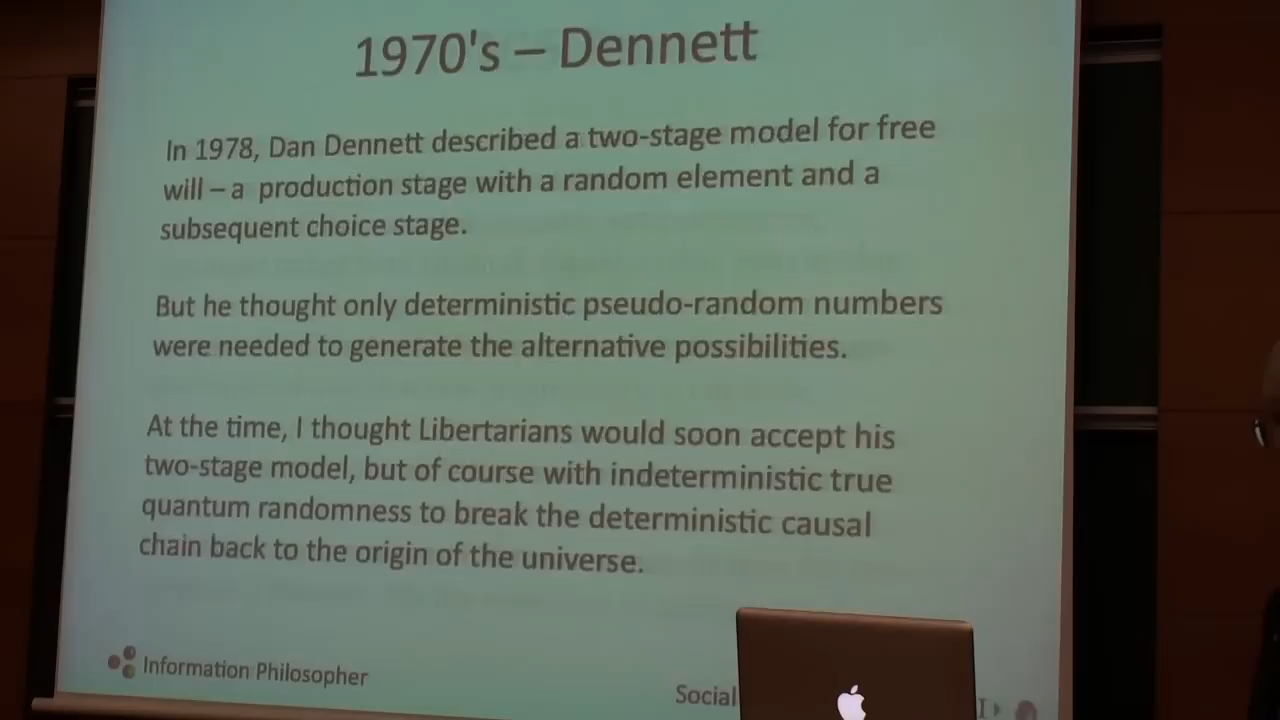 1970's – Dennett
In 1978, Dan Dennett described a two-stage model for free
will – a production stage with a random element and a
subsequent choice stage.
But he thought only deterministic pseudo-random numbers
were needed to generate the alternative possibilities.
At the time, I thought Libertarians would soon accept his
two-stage model, but of course with indeterministic true
quantum randomness to break the deterministic causal
chain back to the origin of the universe.
Information Philosopher
Social